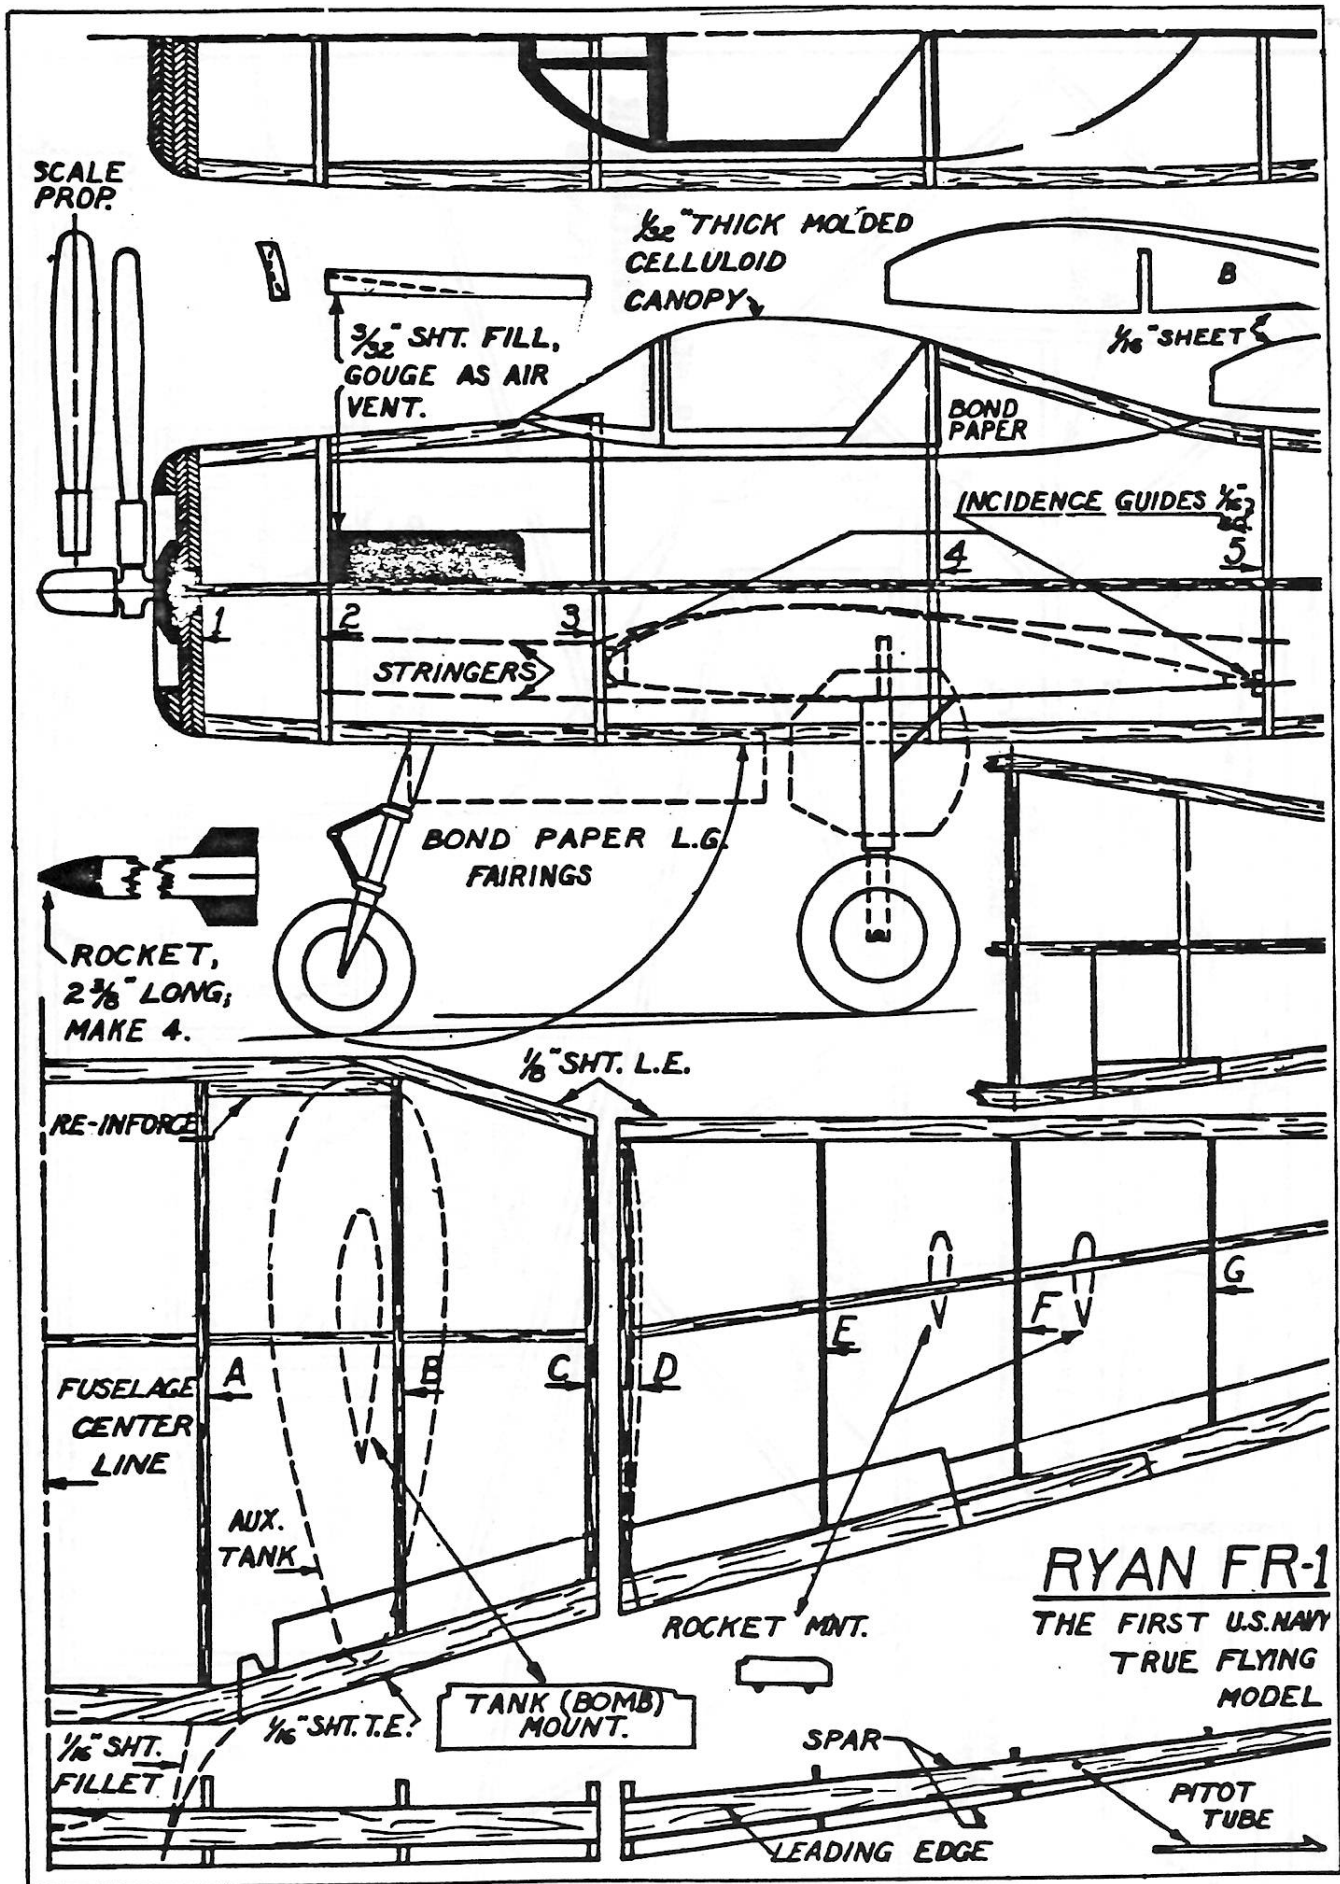 SCALE
PROP.
1/32" THICK MOLDED
CELLULOID
CANOPY
B
1/16" SHEET
3/32" SHT. FILL,
GOUGE AS AIR
VENT.
BOND
PAPER
INCIDENCE GUIDES 1/16"
SQ.
4
5
1
2
3
STRINGERS
BOND PAPER L.G.
FAIRINGS
ROCKET,
2 3/8" LONG;
MAKE 4.
1/8" SHT. L.E.
RE-INFORCE
A
B
C
D
E
F
G
FUSELAGE
CENTER
LINE
AUX.
TANK
RYAN FR-1
THE FIRST U.S. NAVY
TRUE FLYING
MODEL
ROCKET MNT.
TANK (BOMB)
MOUNT.
1/16" SHT. T.E.
1/16" SHT.
FILLET
SPAR
PITOT
TUBE
LEADING EDGE